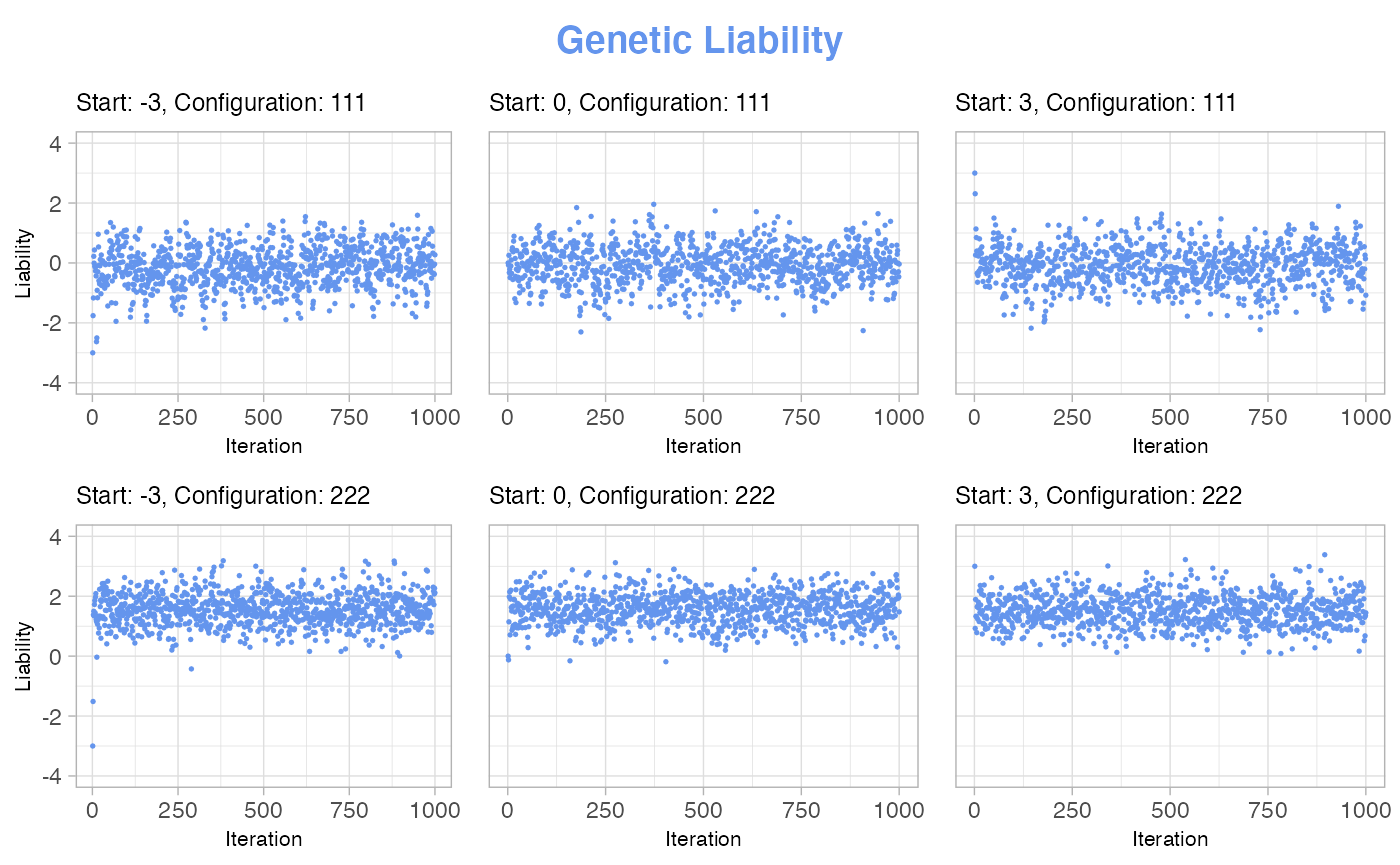 Genetic Liability
Start: -3, Configuration: 111
Start: 0, Configuration: 111
Start: 3, Configuration: 111
4
2
0
-2
-4
Liability
0 250 500 750 1000
0 250 500 750 1000
0 250 500 750 1000
Iteration
Iteration
Iteration
Start: -3, Configuration: 222
Start: 0, Configuration: 222
Start: 3, Configuration: 222
4
2
0
-2
-4
Liability
0 250 500 750 1000
0 250 500 750 1000
0 250 500 750 1000
Iteration
Iteration
Iteration